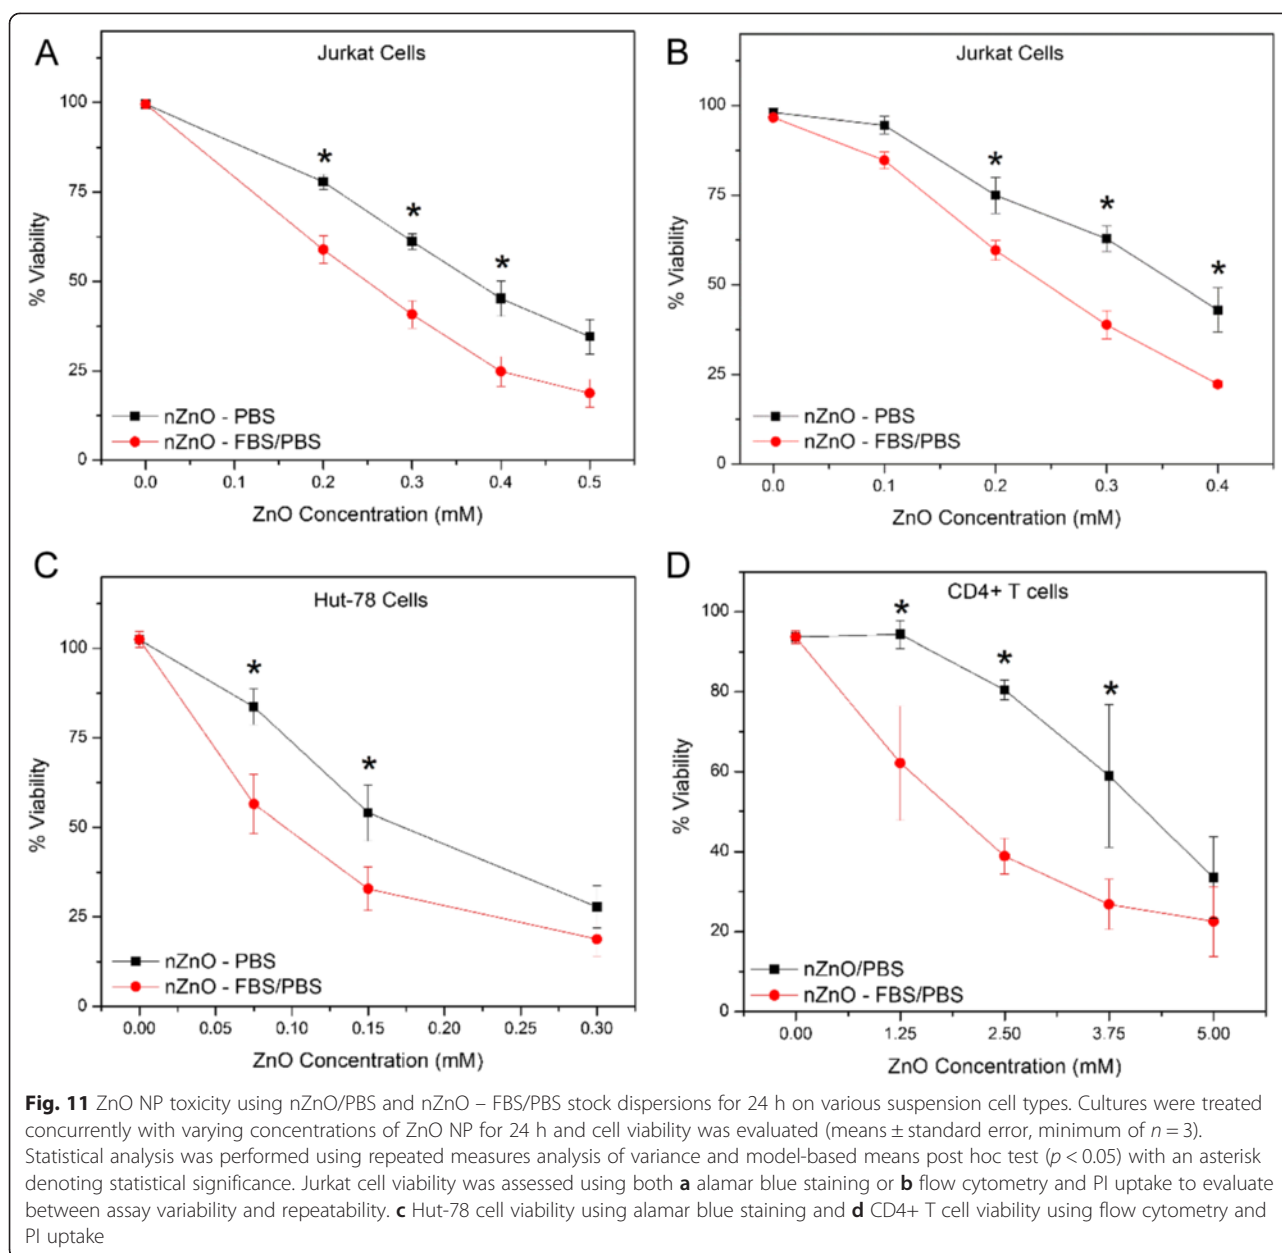 A
Jurkat Cells
100
75
50
25
0
% Viability
*
*
*
nZnO - PBS
nZnO - FBS/PBS
0.0 0.1 0.2 0.3 0.4 0.5
ZnO Concentration (mM)
B
Jurkat Cells
100
75
50
25
0
% Viability
*
*
*
nZnO - PBS
nZnO - FBS/PBS
0.0 0.1 0.2 0.3 0.4
ZnO Concentration (mM)
C
Hut-78 Cells
100
75
50
25
0
% Viability
*
*
nZnO - PBS
nZnO - FBS/PBS
0.00 0.05 0.10 0.15 0.20 0.25 0.30
ZnO Concentration (mM)
D
CD4+ T cells
100
80
60
40
20
0
% Viability
*
*
*
nZnO/PBS
nZnO - FBS/PBS
0.00 1.25 2.50 3.75 5.00
ZnO Concentration (mM)
Fig. 11 ZnO NP toxicity using nZnO/PBS and nZnO – FBS/PBS stock dispersions for 24 h on various suspension cell types. Cultures were treated
concurrently with varying concentrations of ZnO NP for 24 h and cell viability was evaluated (means ± standard error, minimum of n = 3).
Statistical analysis was performed using repeated measures analysis of variance and model-based means post hoc test (p < 0.05) with an asterisk
denoting statistical significance. Jurkat cell viability was assessed using both a alamar blue staining or b flow cytometry and PI uptake to evaluate
between assay variability and repeatability. c Hut-78 cell viability using alamar blue staining and d CD4+ T cell viability using flow cytometry and
PI uptake